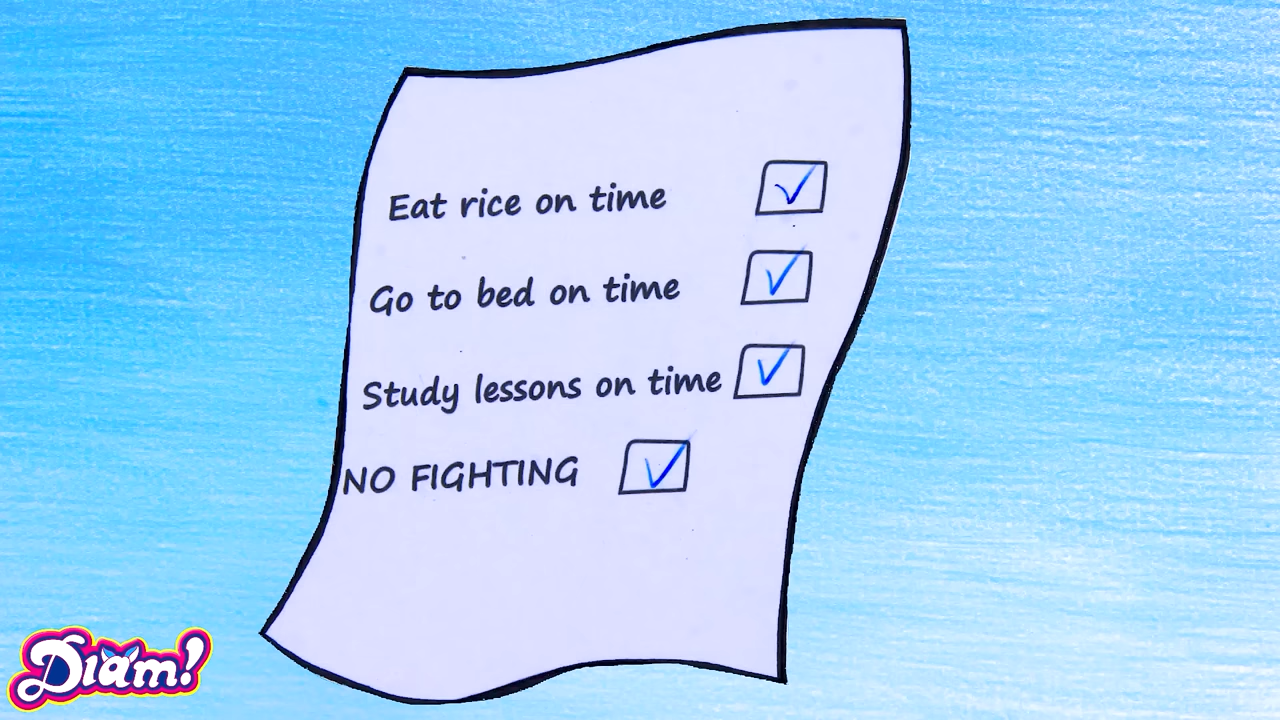 Eat rice on time
Go to bed on time
Study lessons on time
NO FIGHTING
Diam!